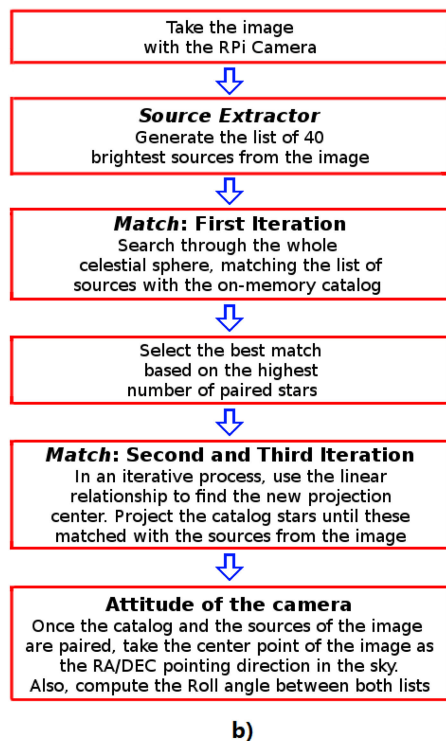 Take the image
with the RPi Camera
Source Extractor
Generate the list of 40
brightest sources from the image
Match: First Iteration
Search through the whole
celestial sphere, matching the list of
sources with the on-memory catalog
Select the best match
based on the highest
number of paired stars
Match: Second and Third Iteration
In an iterative process, use the linear
relationship to find the new projection
center. Project the catalog stars until these
matched with the sources from the image
Attitude of the camera
Once the catalog and the sources of the image
are paired, take the center point of the image as
the RA/DEC pointing direction in the sky.
Also, compute the Roll angle between both lists
b)